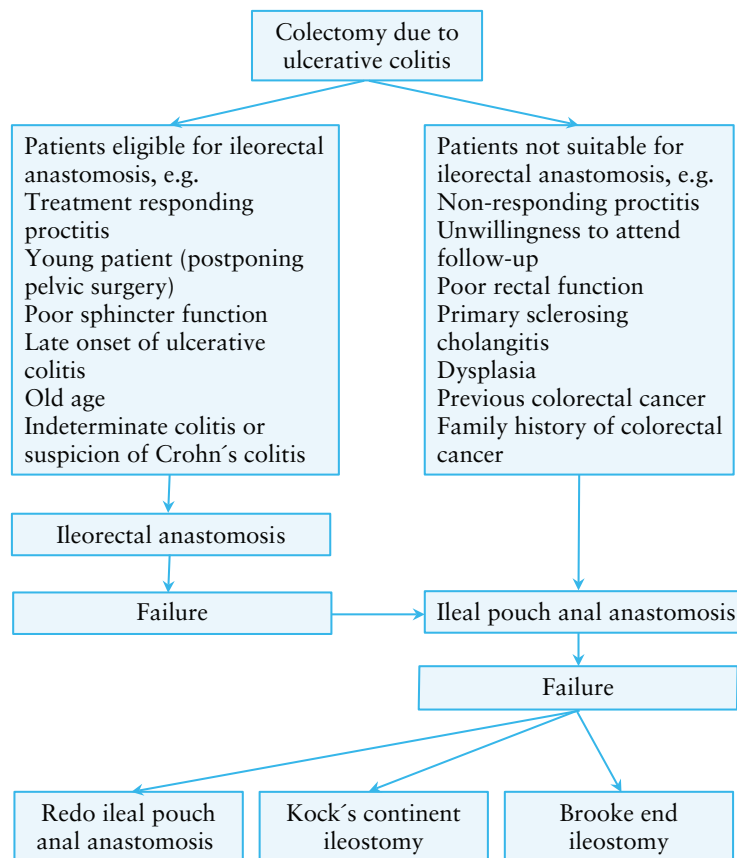 Colectomy due to
ulcerative colitis
Patients eligible for ileorectal
anastomosis, e.g.
Treatment responding
proctitis
Young patient (postponing
pelvic surgery)
Poor sphincter function
Late onset of ulcerative
colitis
Old age
Indeterminate colitis or
suspicion of Crohn´s colitis
Patients not suitable for
ileorectal anastomosis, e.g.
Non-responding proctitis
Unwillingness to attend
follow-up
Poor rectal function
Primary sclerosing
cholangitis
Dysplasia
Previous colorectal cancer
Family history of colorectal
cancer
Ileorectal anastomosis
Failure
Ileal pouch anal anastomosis
Failure
Redo ileal pouch
anal anastomosis
Kock´s continent
ileostomy
Brooke end
ileostomy